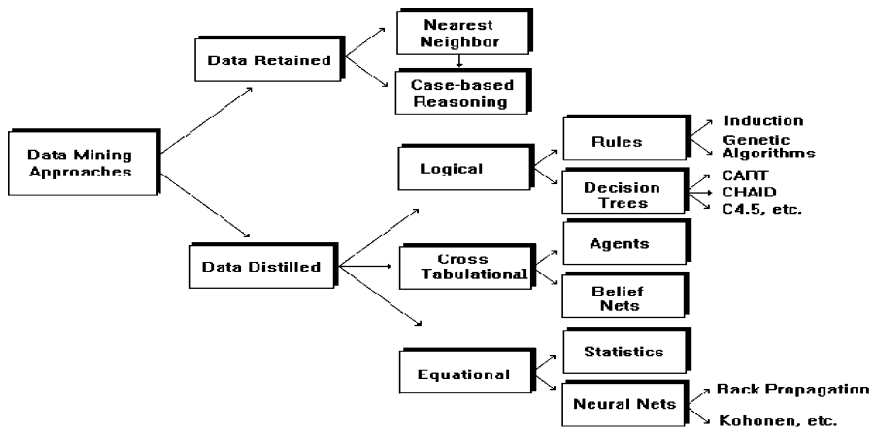 Nearest
Neighbor
Data Retained
Case-based
Reasoning
Data Mining
Approaches
Logical
Rules
Induction
Genetic
Algorithms
Decision
Trees
CART
CHAID
C4.5, etc.
Data Distilled
Cross
Tabulational
Agents
Belief
Nets
Equational
Statistics
Neural Nets
Back Propagation
Kohonen, etc.